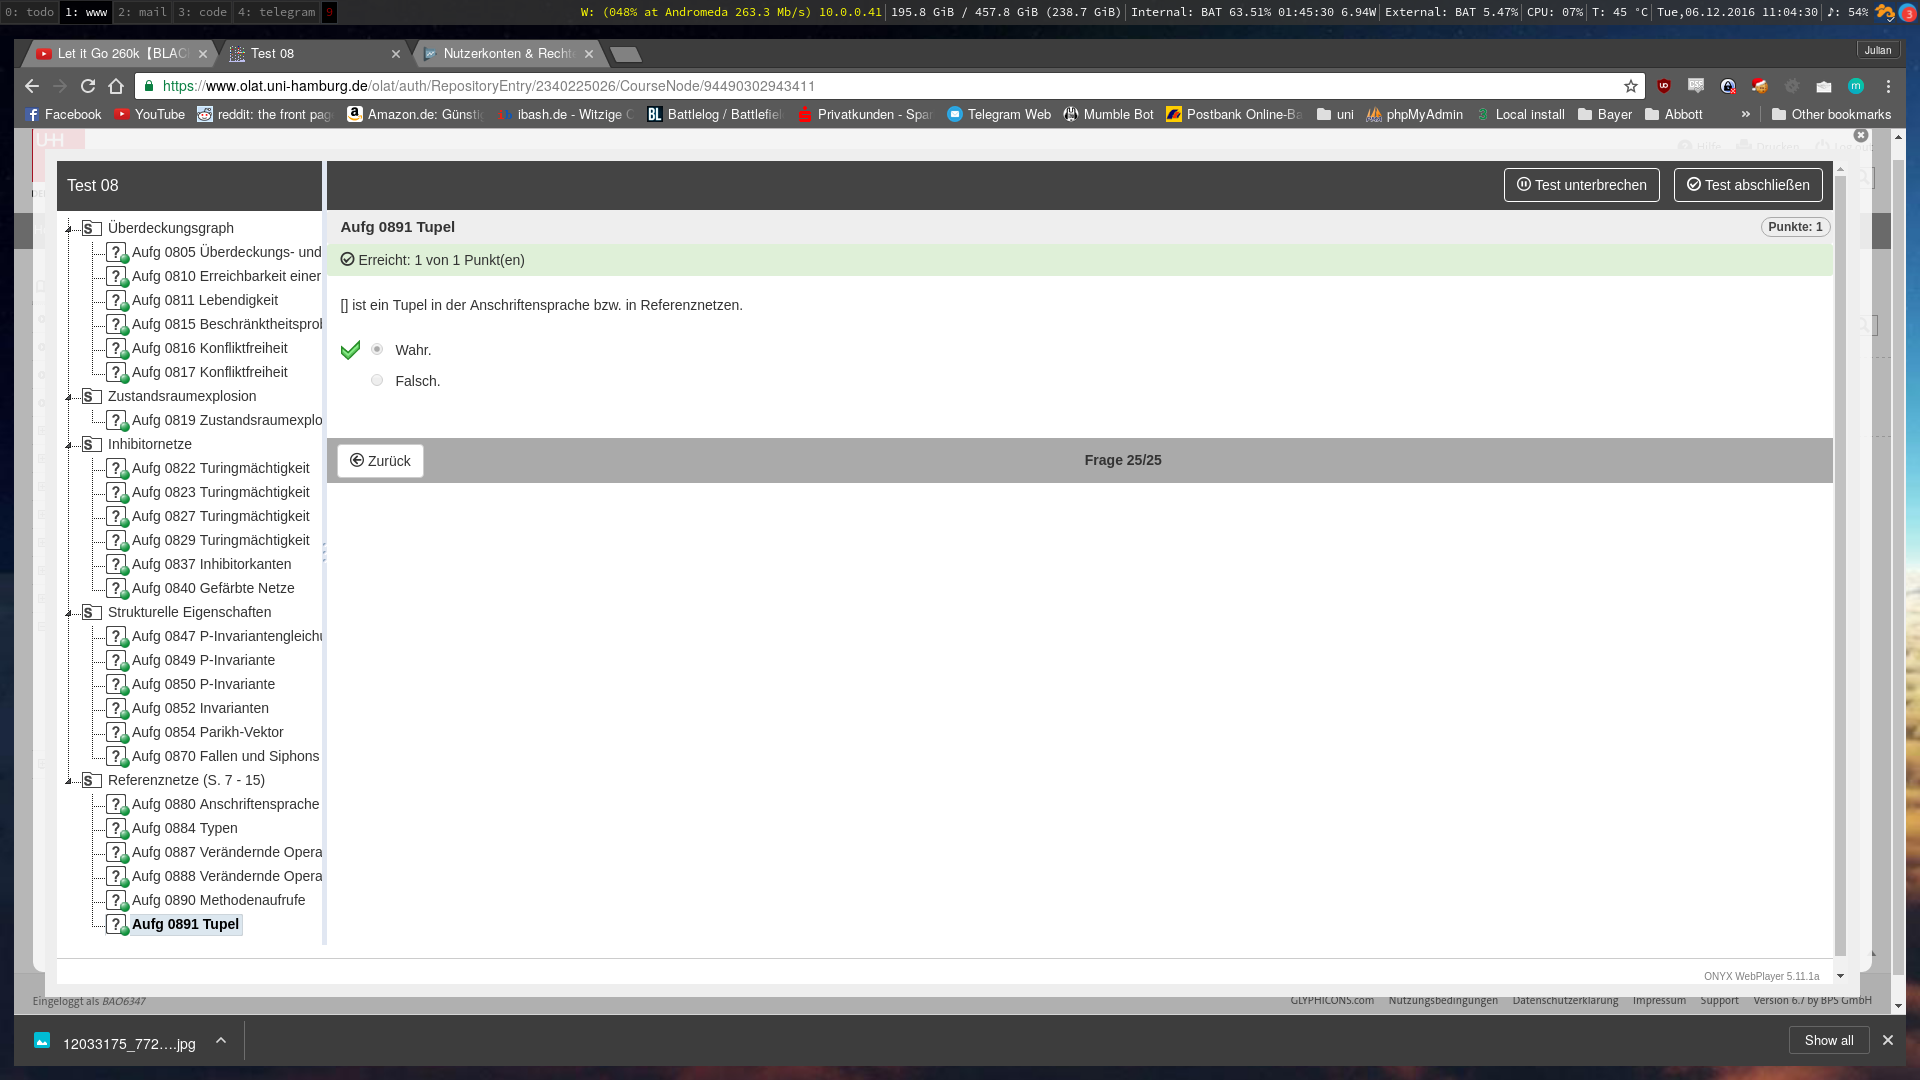 0: todo 1: www 2: mail 3: code 4: telegram 9 W: (048% at Andromeda 263.3 Mb/s) 10.0.0.41 195.8 GiB / 457.8 GiB (238.7 GiB) Internal: BAT 63.51% 01:45:30 6.94W External: BAT 5.47% CPU: 07% T: 45 °C Tue,06.12.2016 11:04:30 ♪: 54% 3
Let it Go 260k【BLAC Test 08 Nutzerkonten & Rechte Julian
https://www.olat.uni-hamburg.de/olat/auth/RepositoryEntry/2340225026/CourseNode/94490302943411
Facebook YouTube reddit: the front pag Amazon.de: Günsti ibash.de - Witzige C Battlelog / Battlefiel Privatkunden - Spar Telegram Web Mumble Bot Postbank Online-Ba uni phpMyAdmin Local install Bayer Abbott » Other bookmarks
Hilfe Drucken Log out
Test 08 Test unterbrechen Test abschließen
Überdeckungsgraph
Aufg 0805 Überdeckungs- und
Aufg 0810 Erreichbarkeit einer
Aufg 0811 Lebendigkeit
Aufg 0815 Beschränktheitsprol
Aufg 0816 Konfliktfreiheit
Aufg 0817 Konfliktfreiheit
Zustandsraumexplosion
Aufg 0819 Zustandsraumexplo
Inhibitornetze
Aufg 0822 Turingmächtigkeit
Aufg 0823 Turingmächtigkeit
Aufg 0827 Turingmächtigkeit
Aufg 0829 Turingmächtigkeit
Aufg 0837 Inhibitorkanten
Aufg 0840 Gefärbte Netze
Strukturelle Eigenschaften
Aufg 0847 P-Invariantengleichu
Aufg 0849 P-Invariante
Aufg 0850 P-Invariante
Aufg 0852 Invarianten
Aufg 0854 Parikh-Vektor
Aufg 0870 Fallen und Siphons
Referenznetze (S. 7 - 15)
Aufg 0880 Anschriftensprache
Aufg 0884 Typen
Aufg 0887 Verändernde Opera
Aufg 0888 Verändernde Opera
Aufg 0890 Methodenaufrufe
Aufg 0891 Tupel
Aufg 0891 Tupel Punkte: 1
Erreicht: 1 von 1 Punkt(en)
[] ist ein Tupel in der Anschriftensprache bzw. in Referenznetzen.
Wahr.
Falsch.
Zurück Frage 25/25
ONYX WebPlayer 5.11.1a
Eingeloggt als BAO6347 GLYPHICONS.com Nutzungsbedingungen Datenschutzerklärung Impressum Support Version 6.7 by BPS GmbH
12033175_772....jpg Show all